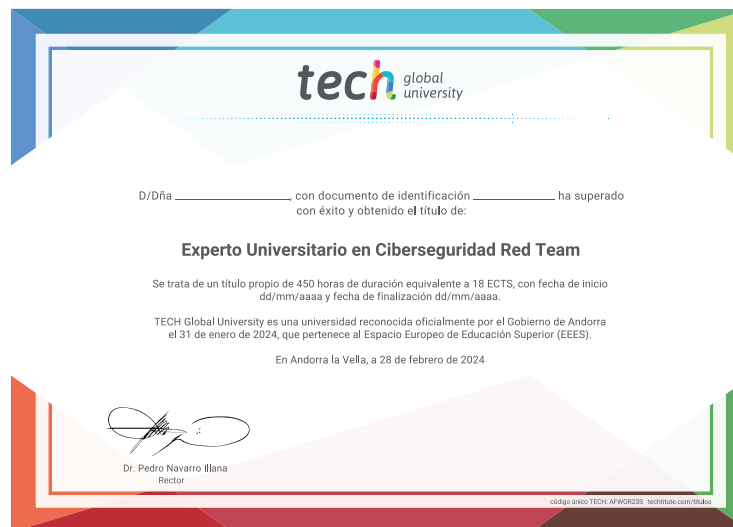 tech global university
D/Dña ____________________, con documento de identificación ______________ ha superado
con éxito y obtenido el título de:
Experto Universitario en Ciberseguridad Red Team
Se trata de un título propio de 450 horas de duración equivalente a 18 ECTS, con fecha de inicio
dd/mm/aaaa y fecha de finalización dd/mm/aaaa.
TECH Global University es una universidad reconocida oficialmente por el Gobierno de Andorra
el 31 de enero de 2024, que pertenece al Espacio Europeo de Educación Superior (EEES).
En Andorra la Vella, a 28 de febrero de 2024
Dr. Pedro Navarro Illana
Rector
código único TECH: AFWOR23S techtitute.com/titulos